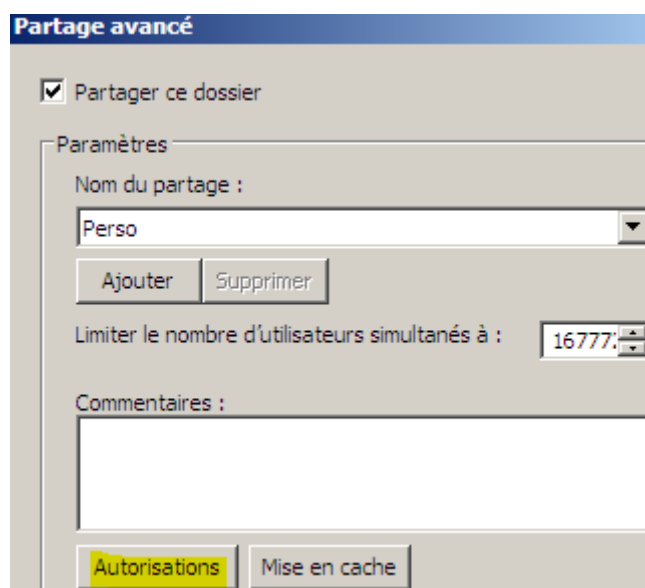 Partage avancé
Partager ce dossier
Paramètres
Nom du partage :
Perso
Ajouter Supprimer
Limiter le nombre d'utilisateurs simultanés à :
Commentaires :
Autorisations Mise en cache